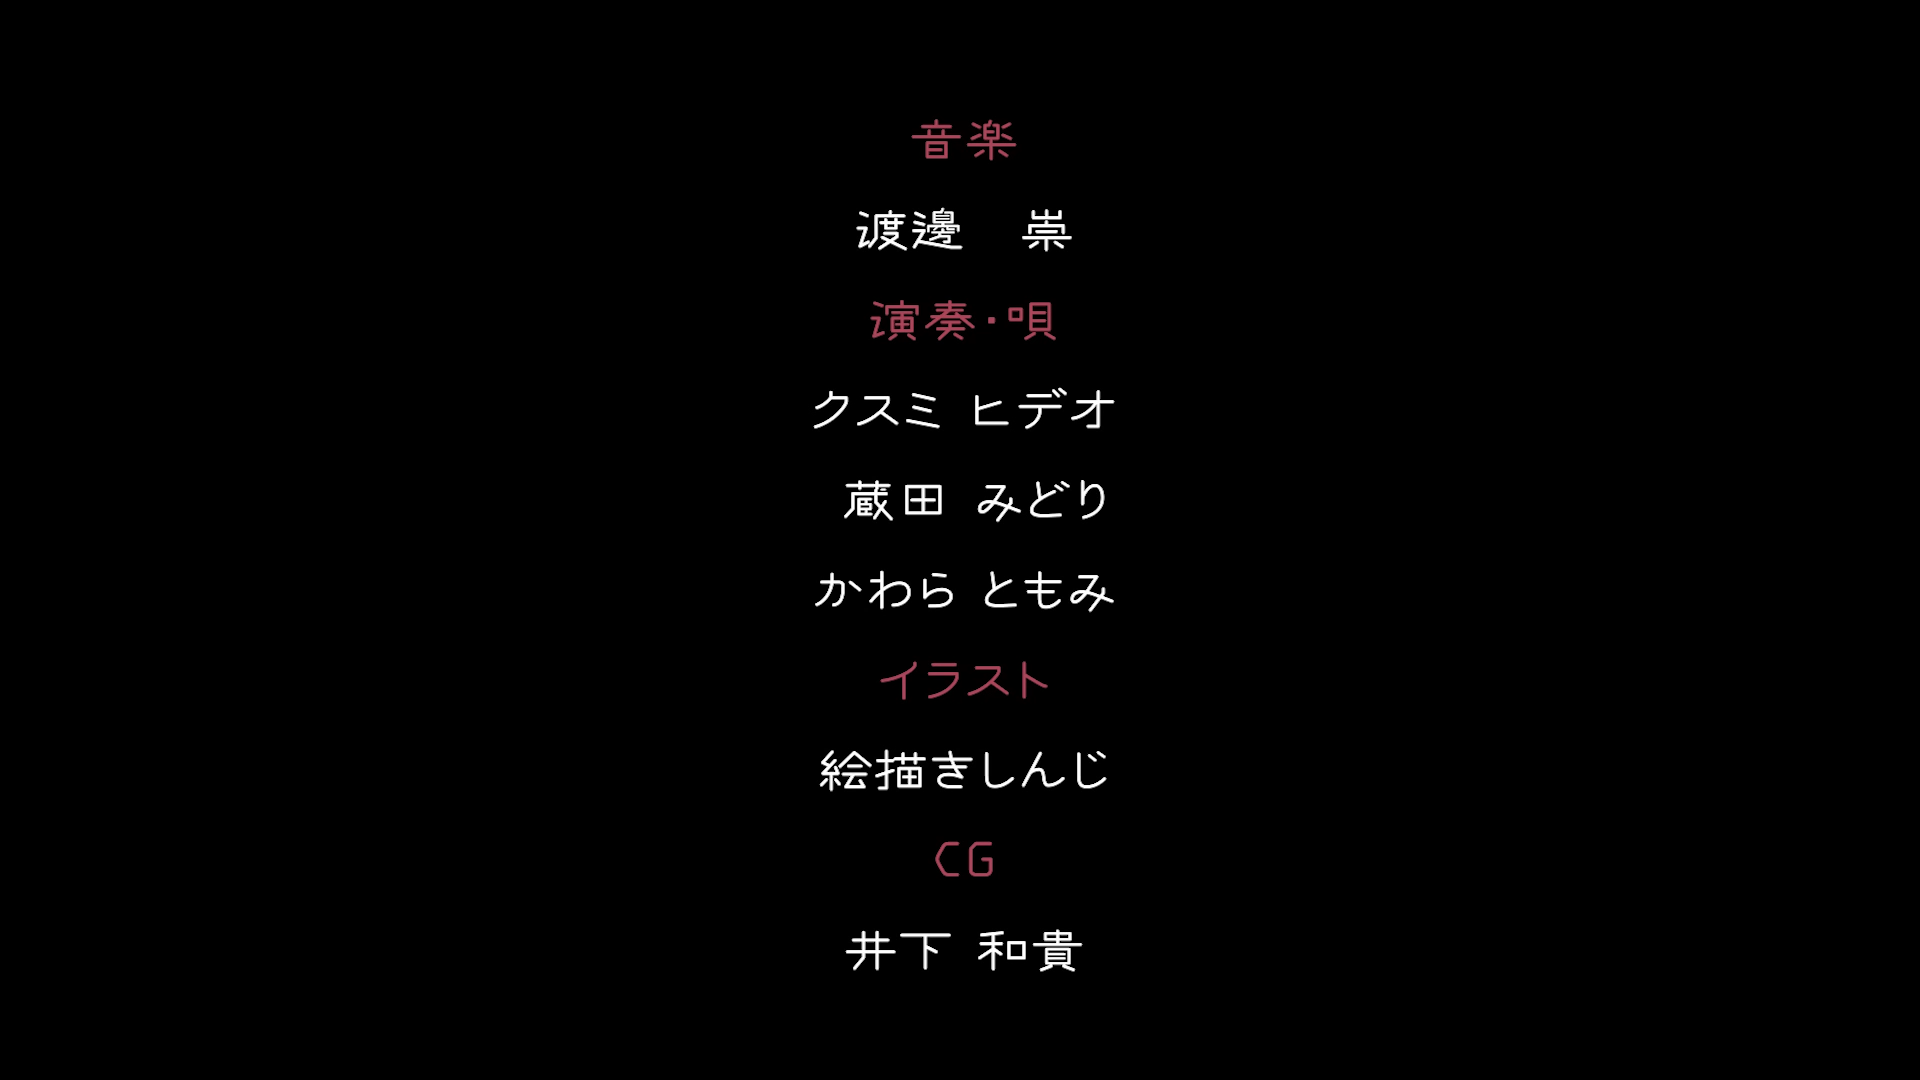 音楽
渡邊　崇
演奏・唄
クスミ ヒデオ
蔵田 みどり
かわら ともみ
イラスト
絵描きしんじ
CG
井下 和貴